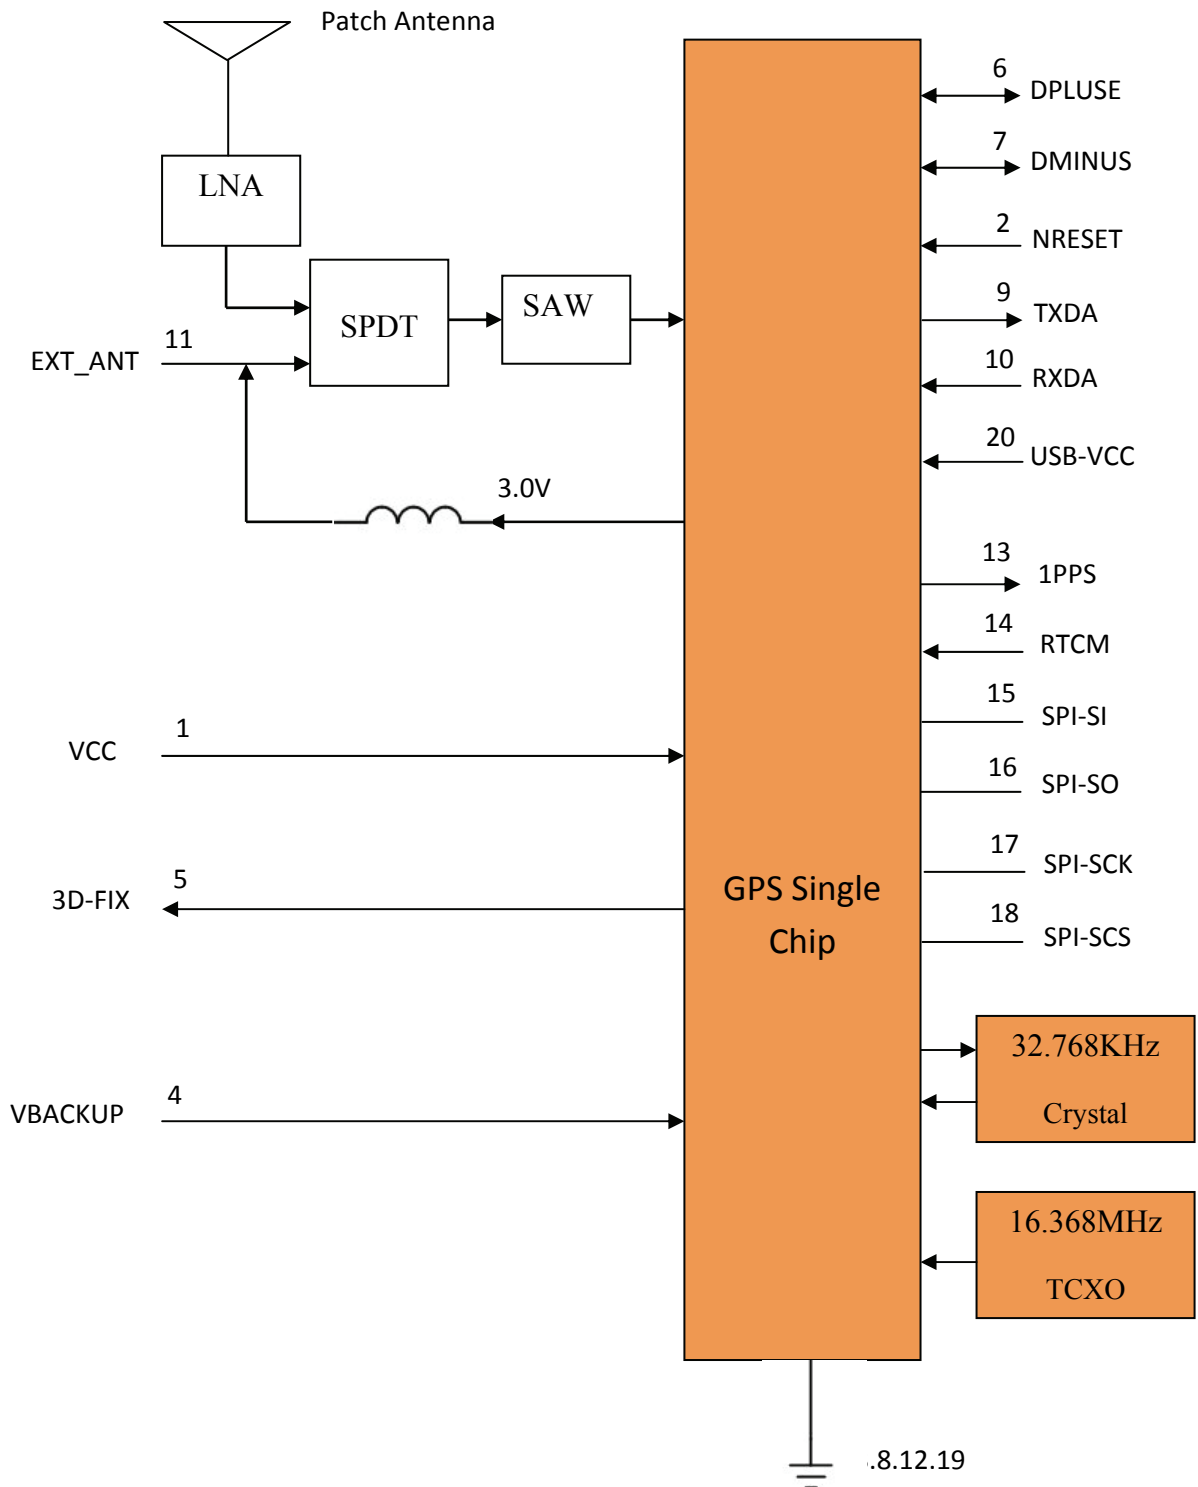 Patch Antenna
LNA
SPDT
SAW
11
EXT_ANT
3.0V
1
VCC
5
3D-FIX
4
VBACKUP
GPS Single
Chip
6
DPLUSE
7
DMINUS
2
NRESET
9
TXDA
10
RXDA
20
USB-VCC
13
1PPS
14
RTCM
15
SPI-SI
16
SPI-SO
17
SPI-SCK
18
SPI-SCS
32.768KHz
Crystal
16.368MHz
TCXO
.8.12.19